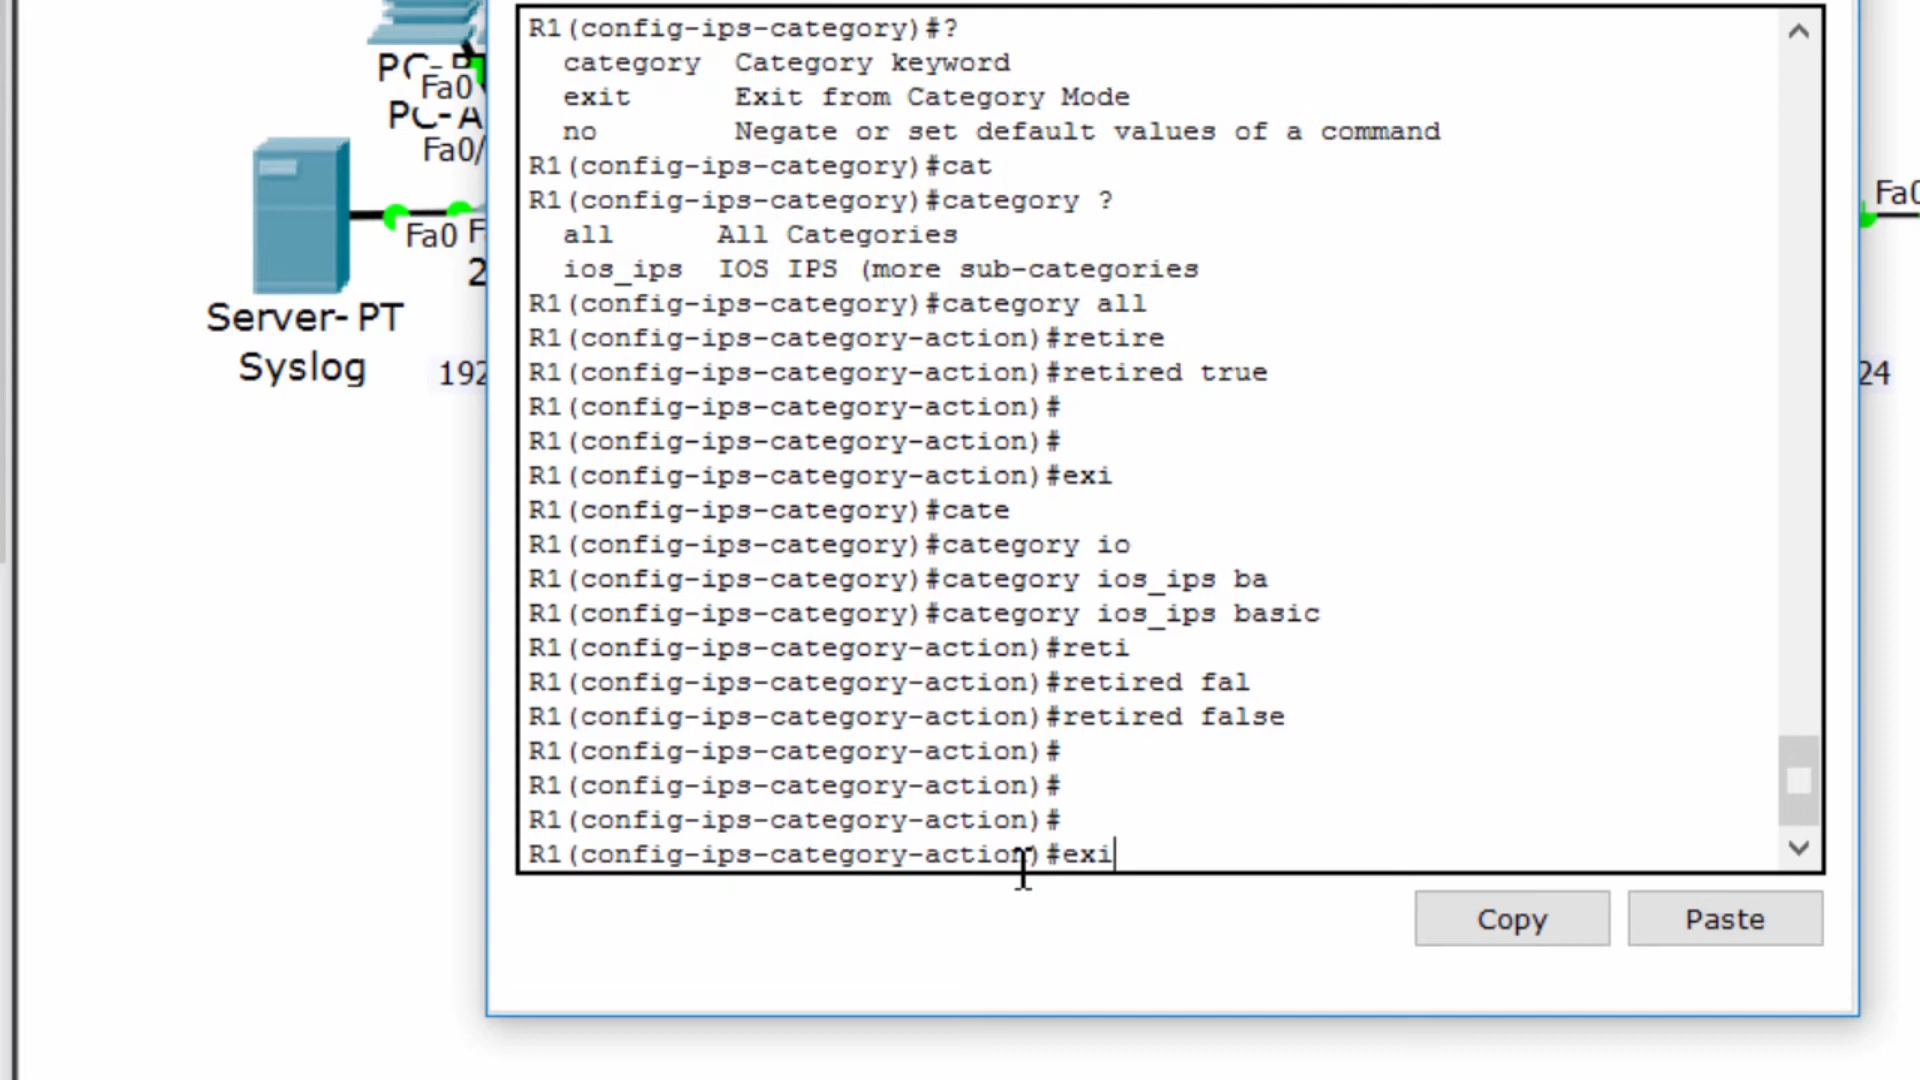 R1(config-ips-category)#?
category Category keyword
exit Exit from Category Mode
no Negate or set default values of a command
R1(config-ips-category)#cat
R1(config-ips-category)#category ?
all All Categories
ios_ips IOS IPS (more sub-categories
R1(config-ips-category)#category all
R1(config-ips-category-action)#retire
R1(config-ips-category-action)#retired true
R1(config-ips-category-action)#
R1(config-ips-category-action)#
R1(config-ips-category-action)#exi
R1(config-ips-category)#cate
R1(config-ips-category)#category io
R1(config-ips-category)#category ios_ips ba
R1(config-ips-category)#category ios_ips basic
R1(config-ips-category-action)#reti
R1(config-ips-category-action)#retired fal
R1(config-ips-category-action)#retired false
R1(config-ips-category-action)#
R1(config-ips-category-action)#
R1(config-ips-category-action)#
R1(config-ips-category-action)#exi
Copy Paste
Fa0
PC-A
Fa0/
Fa0 F
2
Server-PT
Syslog
192
Fa0
24